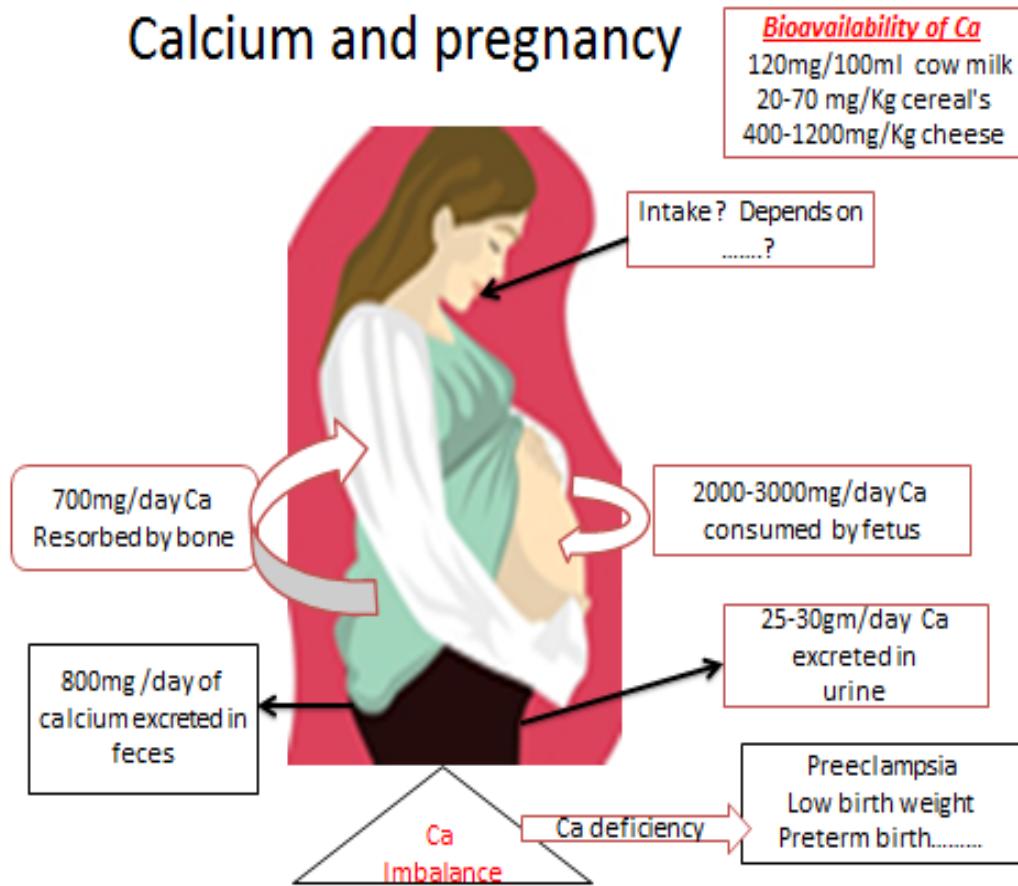 Calcium and pregnancy
Bioavailability of Ca
120mg/100ml cow milk
20-70 mg/Kg cereal's
400-1200mg/Kg cheese
Intake ? Depends on
.......?
700mg/day Ca
Resorbed by bone
2000-3000mg/day Ca
consumed by fetus
25-30gm/day Ca
excreted in
urine
800mg /day of
calcium excreted in
feces
Ca
Imbalance
Ca deficiency
Preeclampsia
Low birth weight
Preterm birth.........